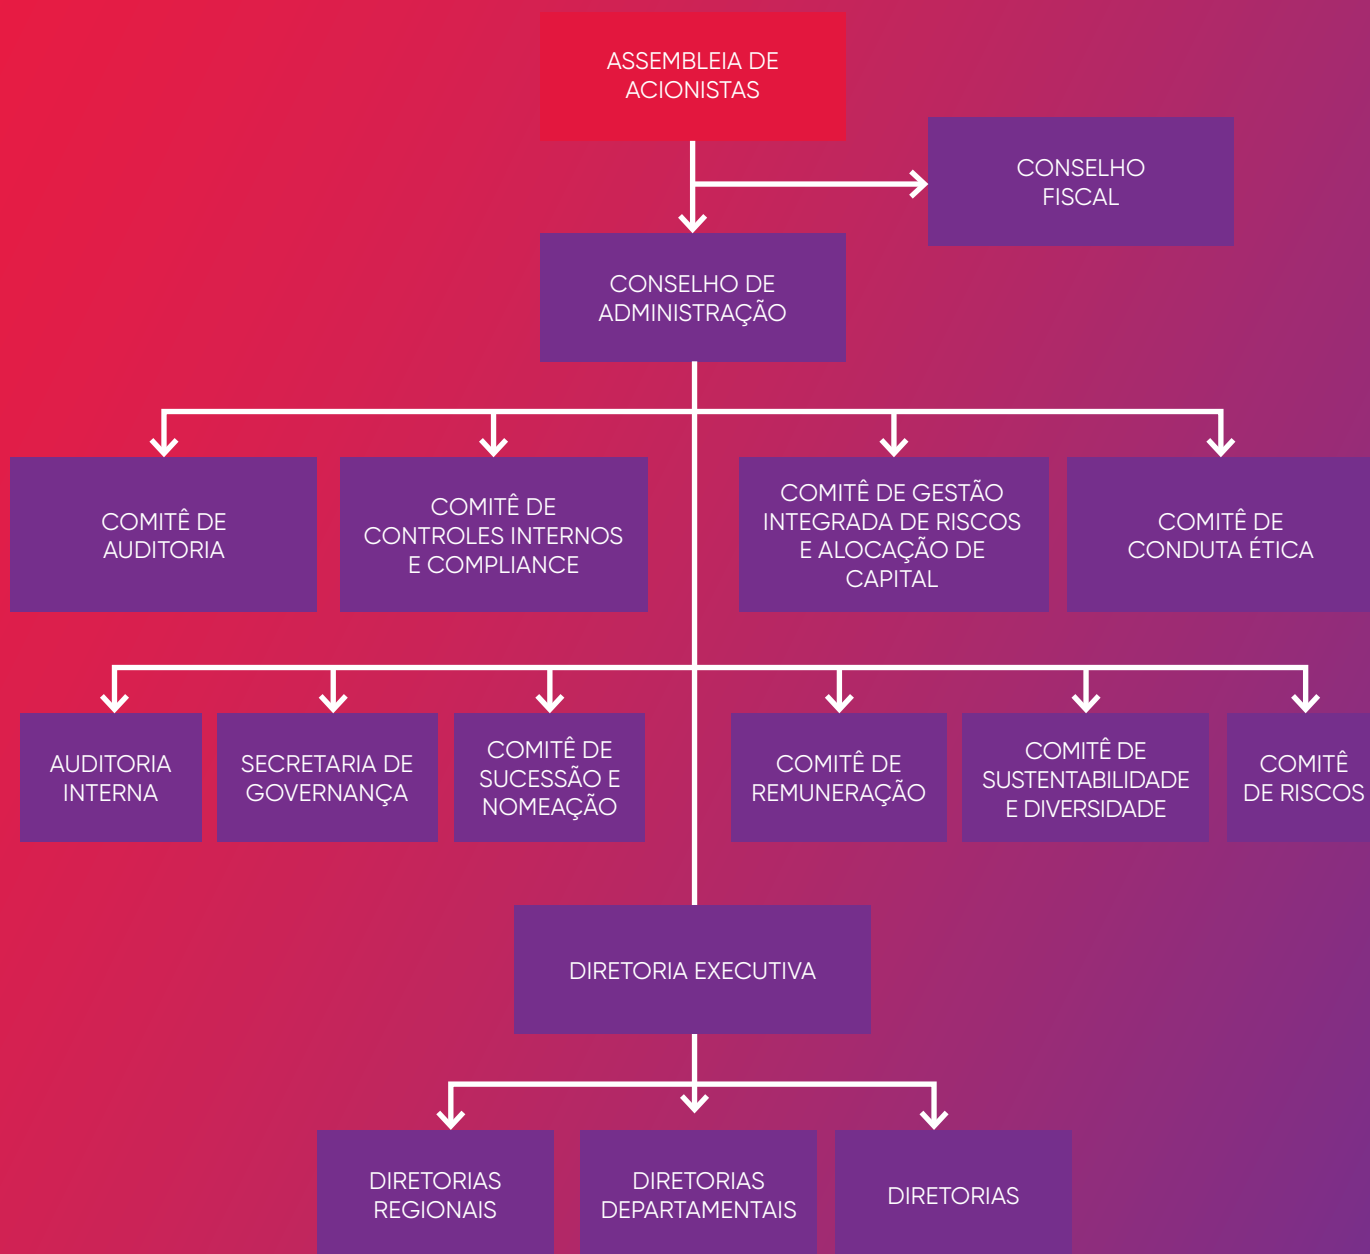 ASSEMBLEIA DE
ACIONISTAS
CONSELHO
FISCAL
CONSELHO DE
ADMINISTRAÇÃO
COMITÊ DE
AUDITORIA
COMITÊ DE
CONTROLES INTERNOS
E COMPLIANCE
COMITÊ DE GESTÃO
INTEGRADA DE RISCOS
E ALOCAÇÃO DE
CAPITAL
COMITÊ DE
CONDUTA ÉTICA
AUDITORIA
INTERNA
SECRETARIA DE
GOVERNANÇA
COMITÊ DE
SUCESSÃO E
NOMEAÇÃO
COMITÊ DE
REMUNERAÇÃO
COMITÊ DE
SUSTENTABILIDADE
E DIVERSIDADE
COMITÊ
DE RISCOS
DIRETORIA EXECUTIVA
DIRETORIAS
REGIONAIS
DIRETORIAS
DEPARTAMENTAIS
DIRETORIAS